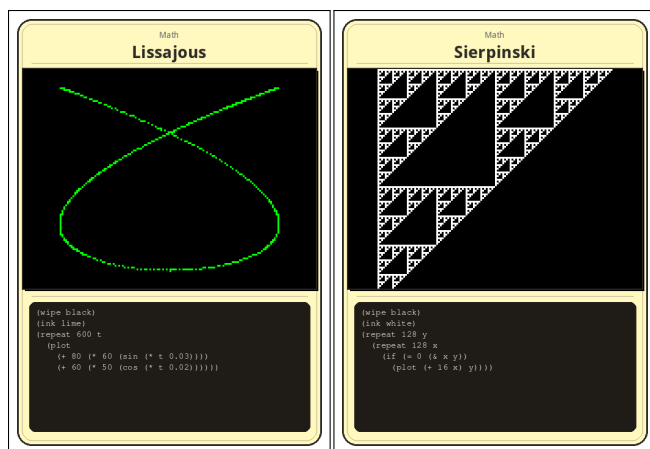 Math
Lissajous
(wipe black)
(ink lime)
(repeat 600 t
(plot
(+ 80 (* 60 (sin (* t 0.03))))
(+ 60 (* 50 (cos (* t 0.02))))))
Math
Sierpinski
(wipe black)
(ink white)
(repeat 128 y
(repeat 128 x
(if (= 0 (& x y))
(plot (+ 16 x) y))))